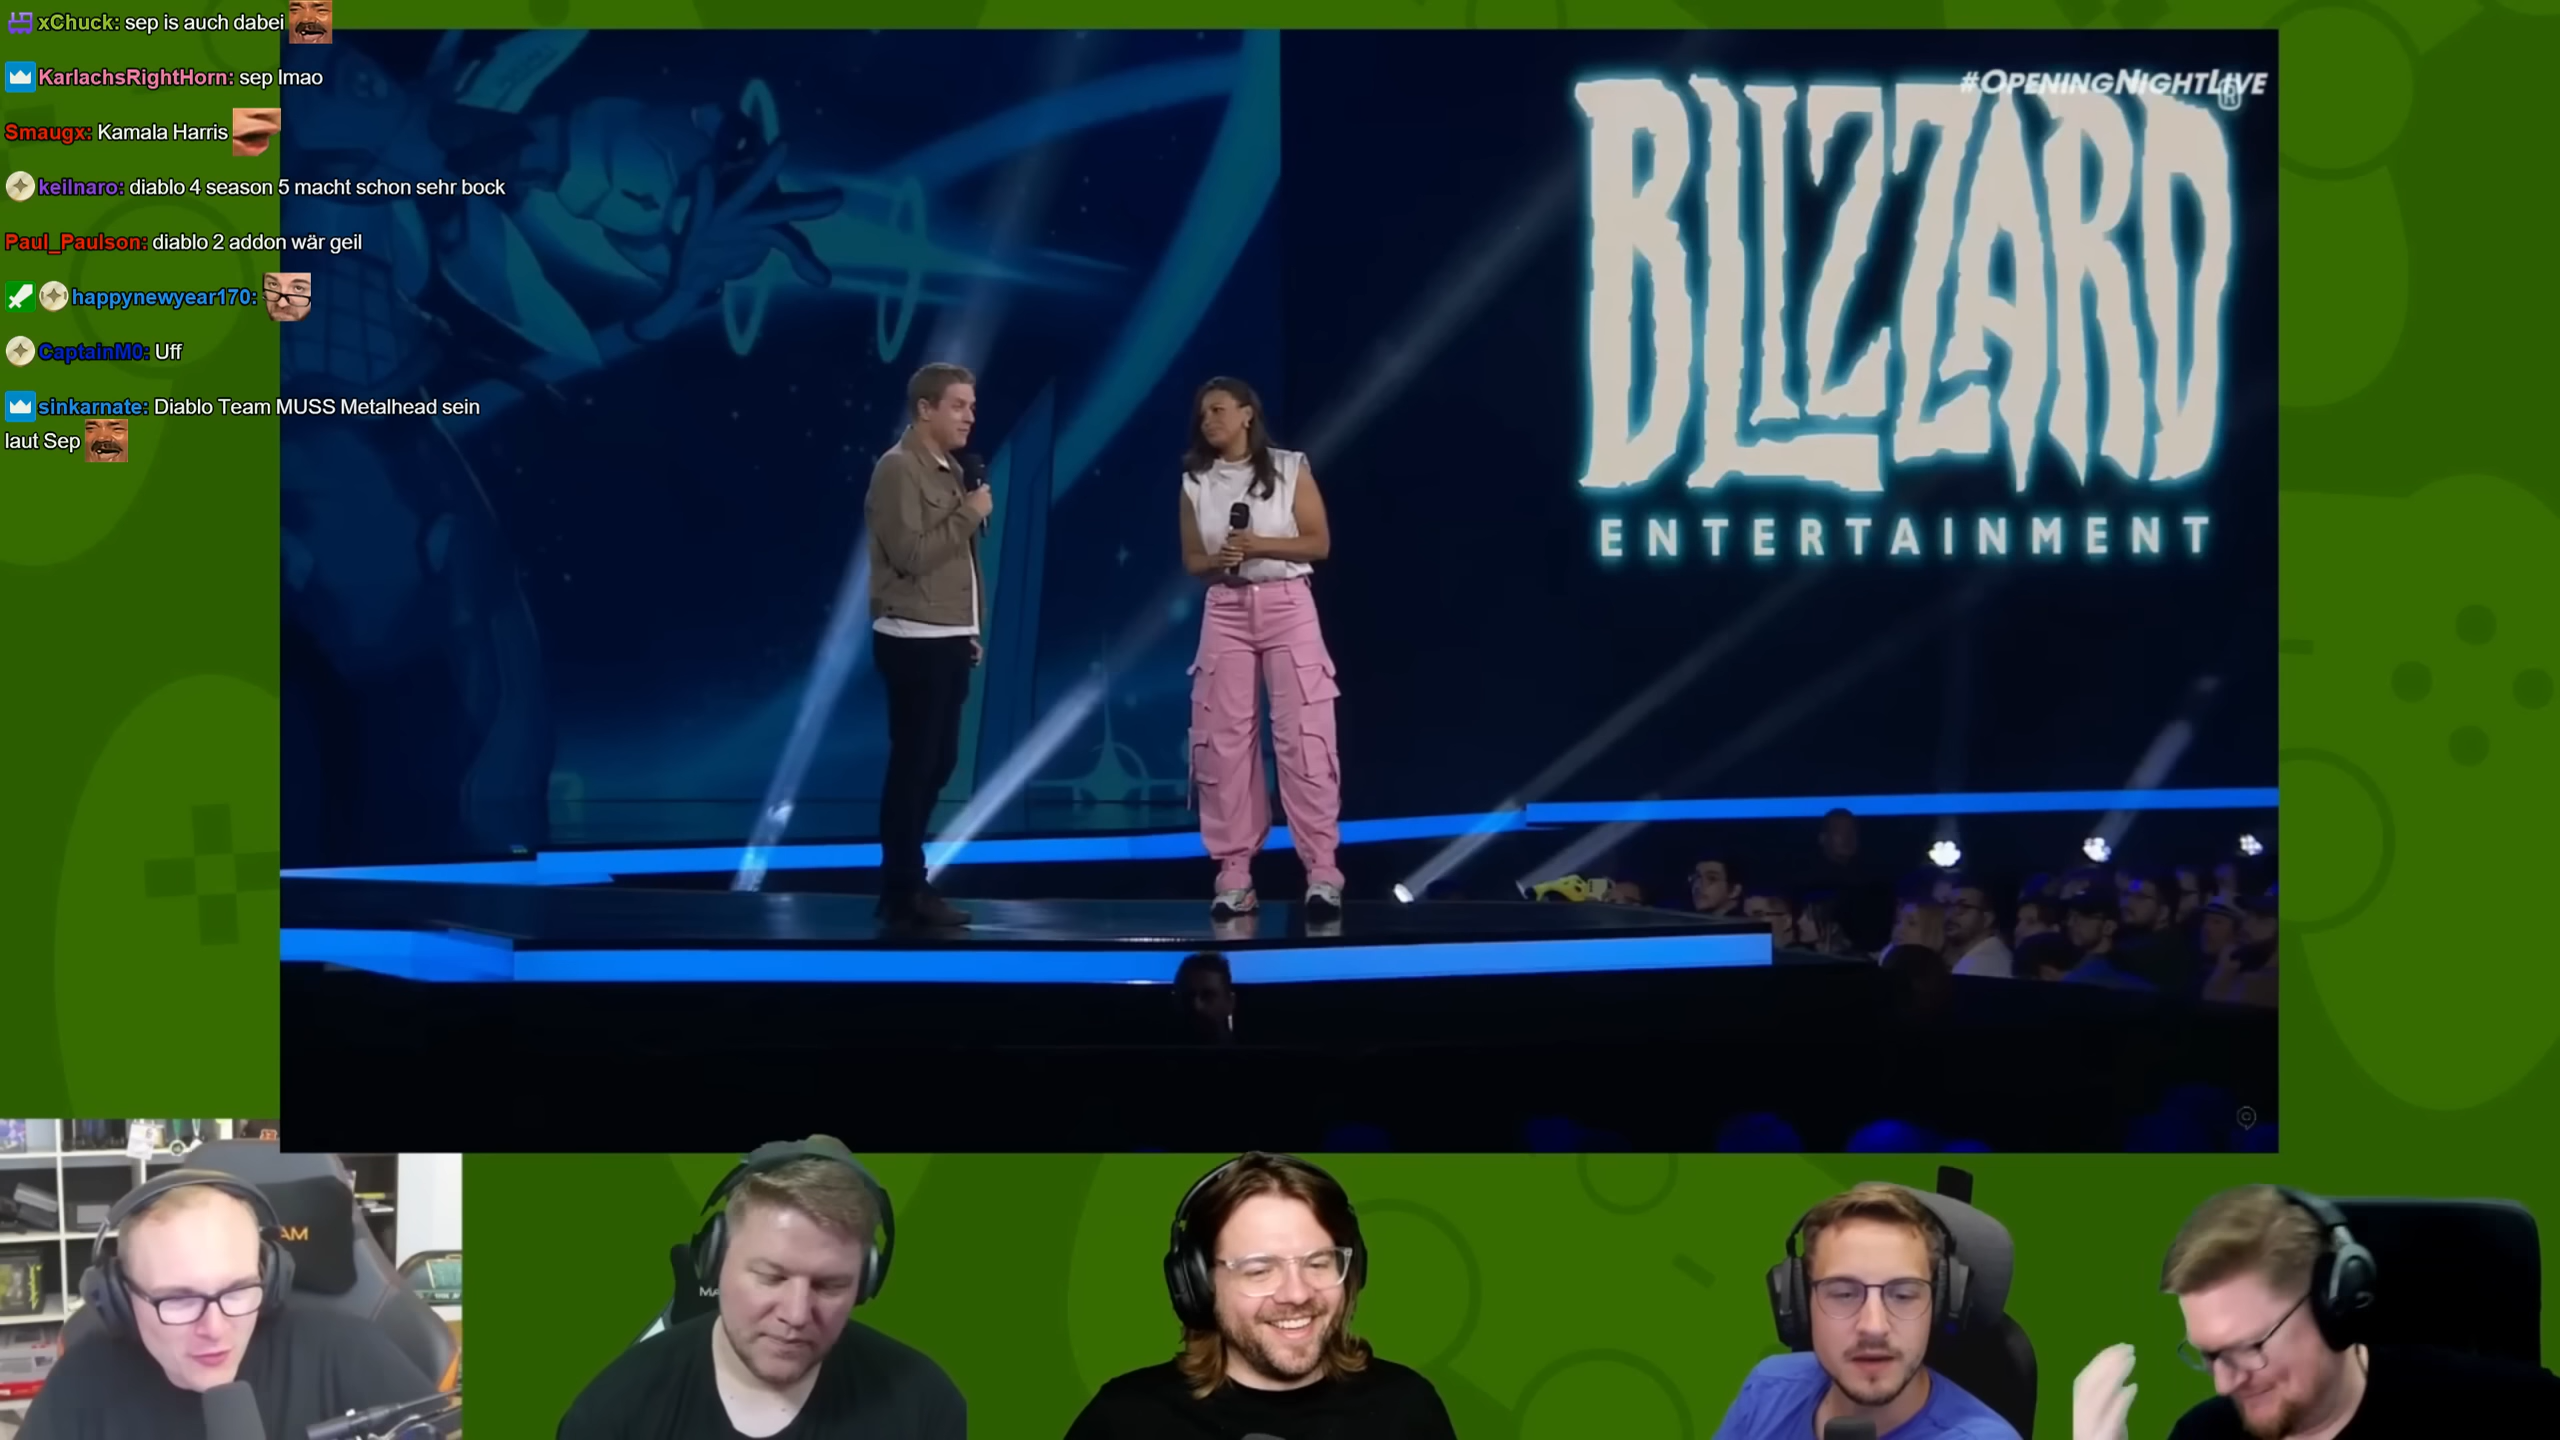 xChuck: sep is auch dabei
KarlachsRightHorn: sep lmao
Smaugx: Kamala Harris
keilnaro: diablo 4 season 5 macht schon sehr bock
Paul_Paulson: diablo 2 addon wär geil
happynewyear170:
CaptainM0: Uff
sinkarnate: Diablo Team MUSS Metalhead sein
laut Sep
#OPENINGNIGHTLIVE
BLIZZARD
®
ENTERTAINMENT
AM
MA